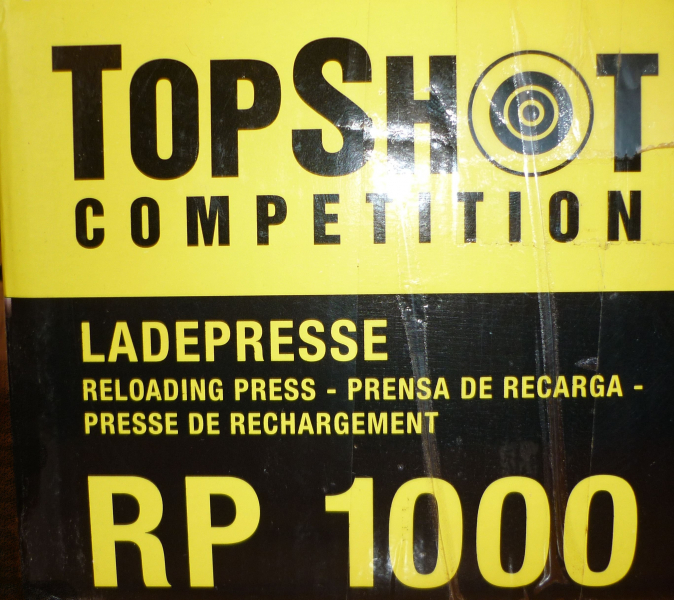 TOPSHOT
COMPETITION
LADEPRESSE
RELOADING PRESS - PRENSA DE RECARGA -
PRESSE DE RECHARGEMENT
RP 1000